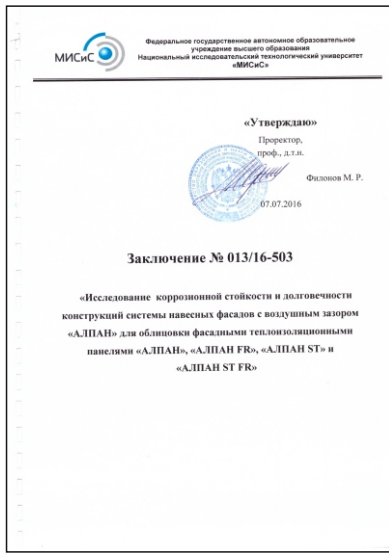 МИСиС
Федеральное государственное автономное образовательное
учреждение высшего образования
Национальный исследовательский технологический университет
«МИСиС»
«Утверждаю»
Проректор,
проф., д.т.н.
Филонов М. Р.
07.07.2016
Заключение № 013/16-503
«Исследование коррозионной стойкости и долговечности
конструкций системы навесных фасадов с воздушным зазором
«АЛПАН» для облицовки фасадными теплоизоляционными
панелями «АЛПАН», «АЛПАН FR», «АЛПАН ST» и
«АЛПАН ST FR»